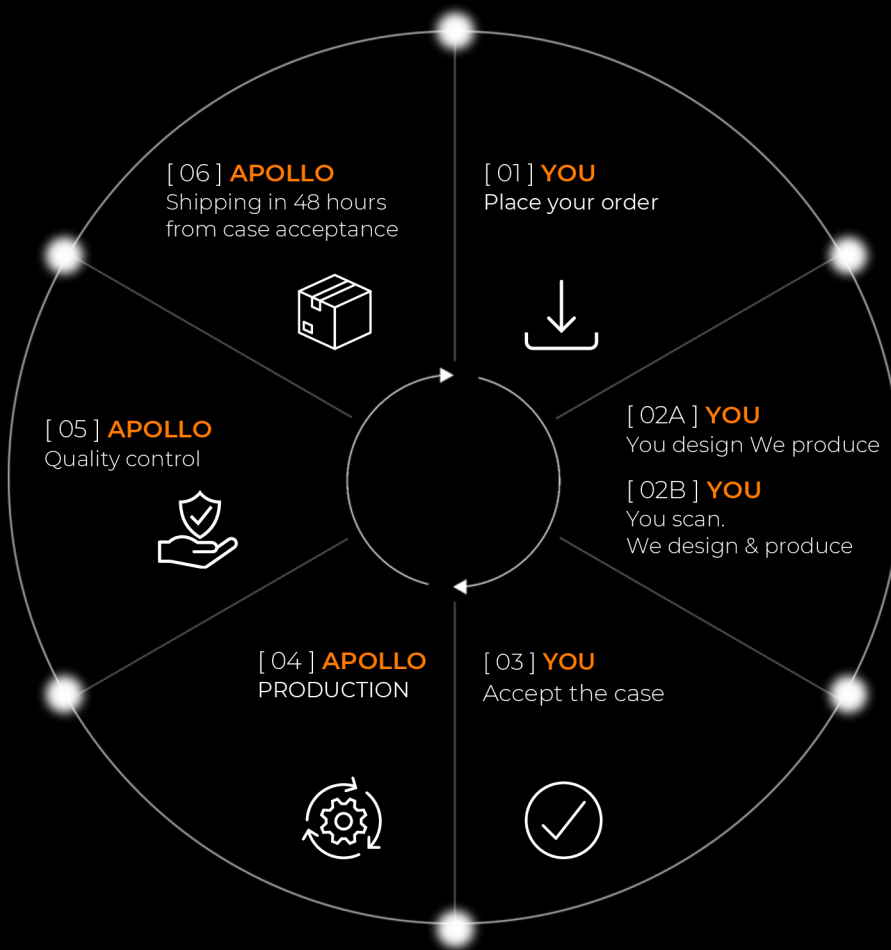 [ 01 ] YOU
Place your order
[ 02A ] YOU
You design We produce
[ 02B ] YOU
You scan.
We design & produce
[ 03 ] YOU
Accept the case
[ 04 ] APOLLO
PRODUCTION
[ 05 ] APOLLO
Quality control
[ 06 ] APOLLO
Shipping in 48 hours
from case acceptance